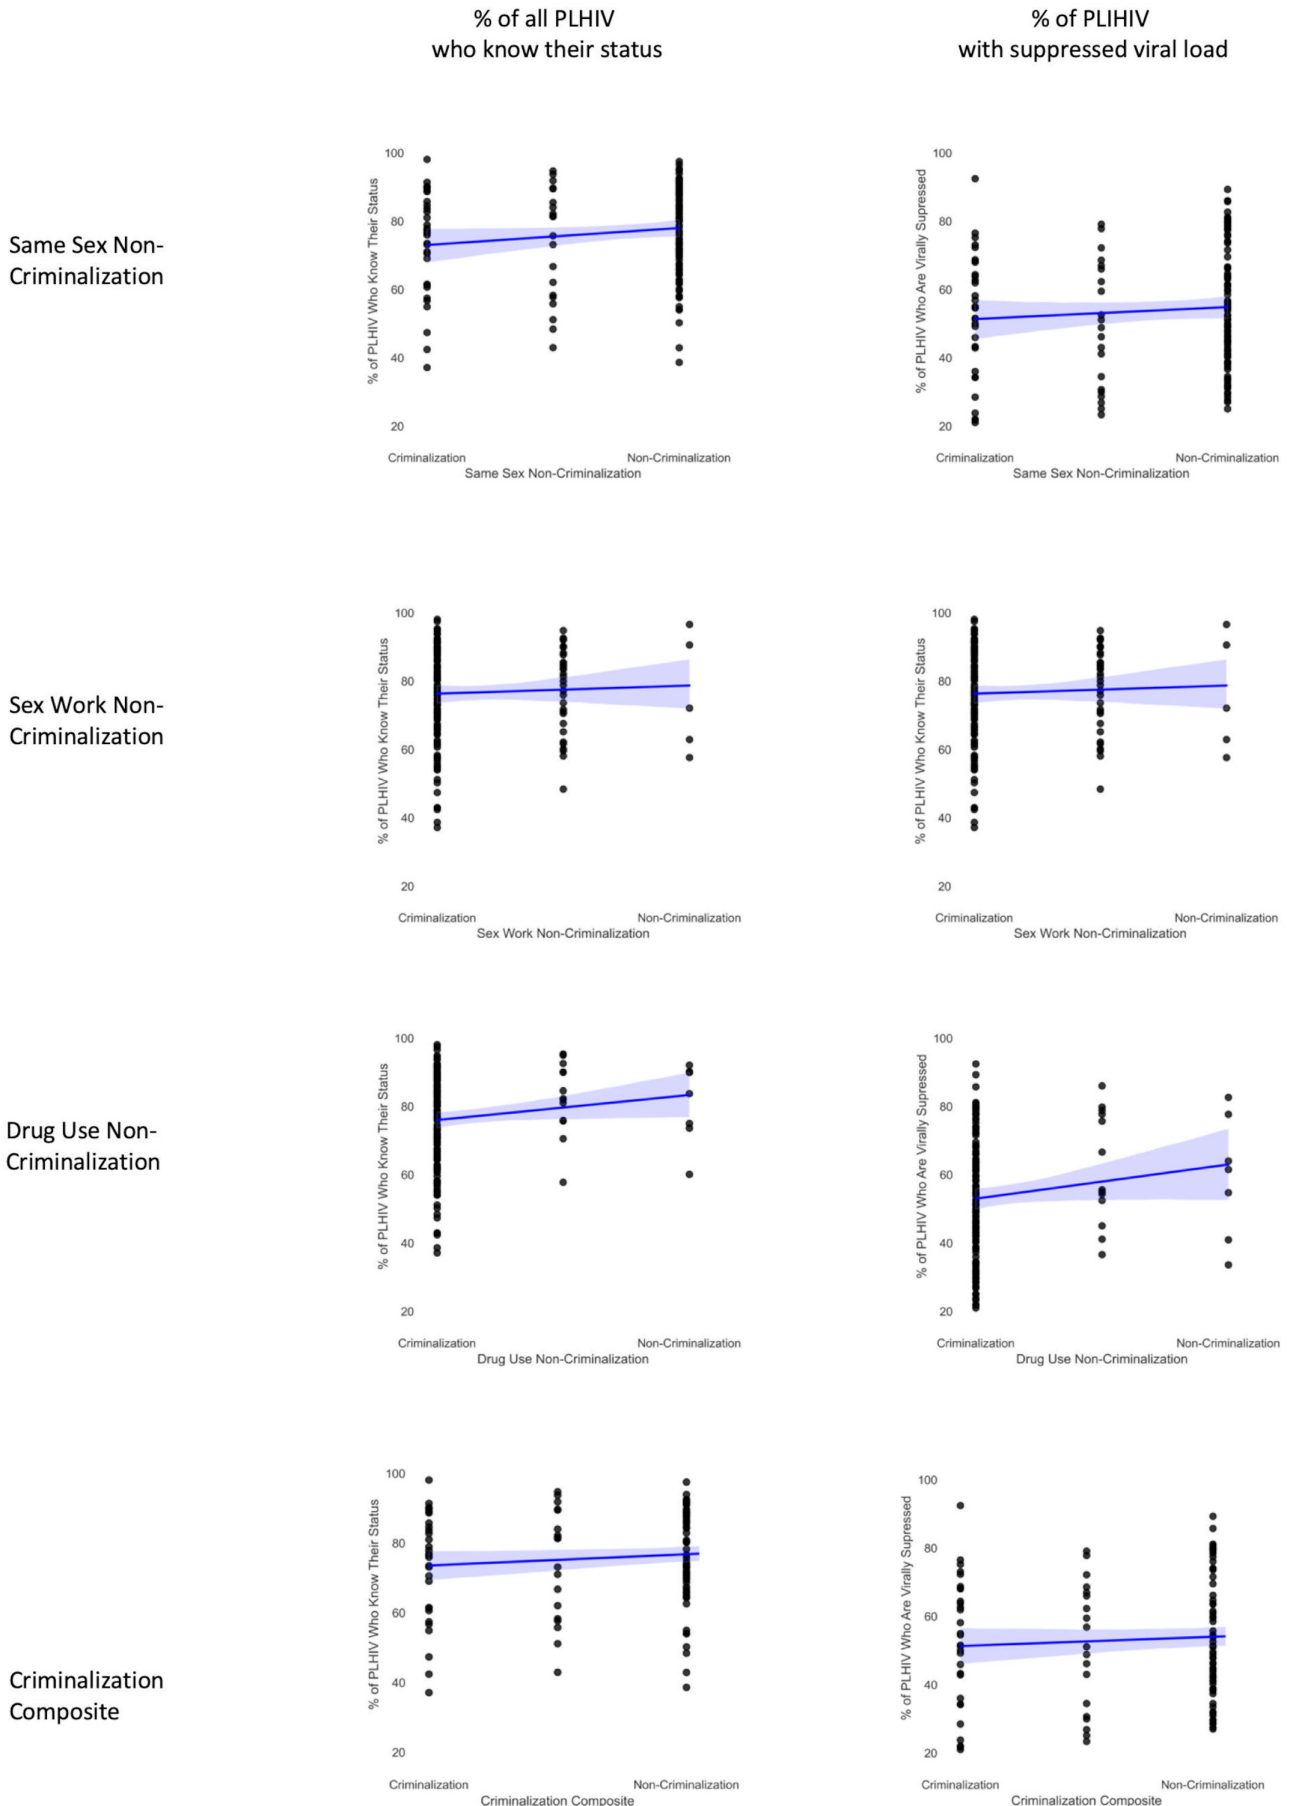 % of all PLHIV
who know their status
% of PLIHIV
with suppressed viral load
Same Sex Non-
Criminalization
% of PLHIV Who Know Their Status
100
80
60
40
20
Criminalization
Non-Criminalization
Same Sex Non-Criminalization
% of PLHIV Who Are Virally Supressed
100
80
60
40
20
Criminalization
Non-Criminalization
Same Sex Non-Criminalization
Sex Work Non-
Criminalization
% of PLHIV Who Know Their Status
100
80
60
40
20
Criminalization
Non-Criminalization
Sex Work Non-Criminalization
% of PLHIV Who Know Their Status
100
80
60
40
20
Criminalization
Non-Criminalization
Sex Work Non-Criminalization
Drug Use Non-
Criminalization
% of PLHIV Who Know Their Status
100
80
60
40
20
Criminalization
Non-Criminalization
Drug Use Non-Criminalization
% of PLHIV Who Are Virally Supressed
100
80
60
40
20
Criminalization
Non-Criminalization
Drug Use Non-Criminalization
Criminalization
Composite
% of PLHIV Who Know Their Status
100
80
60
40
20
Criminalization
Non-Criminalization
Criminalization Composite
% of PLHIV Who Are Virally Supressed
100
80
60
40
20
Criminalization
Non-Criminalization
Criminalization Composite